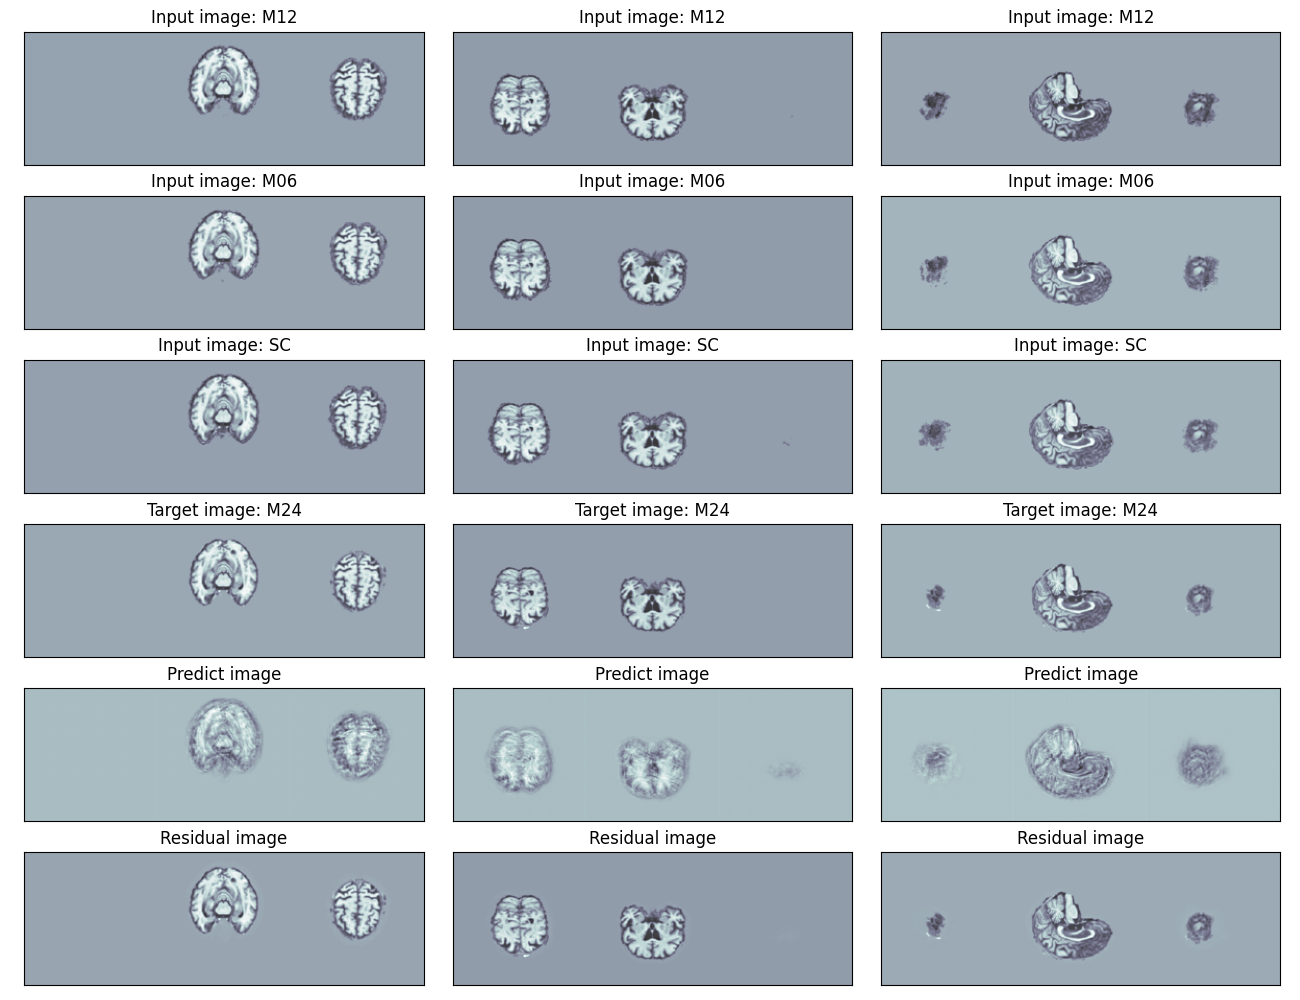 Input image: M12 Input image: M12 Input image: M12
Input image: M06 Input image: M06 Input image: M06
Input image: SC Input image: SC Input image: SC
Target image: M24 Target image: M24 Target image: M24
Predict image Predict image Predict image
Residual image Residual image Residual image